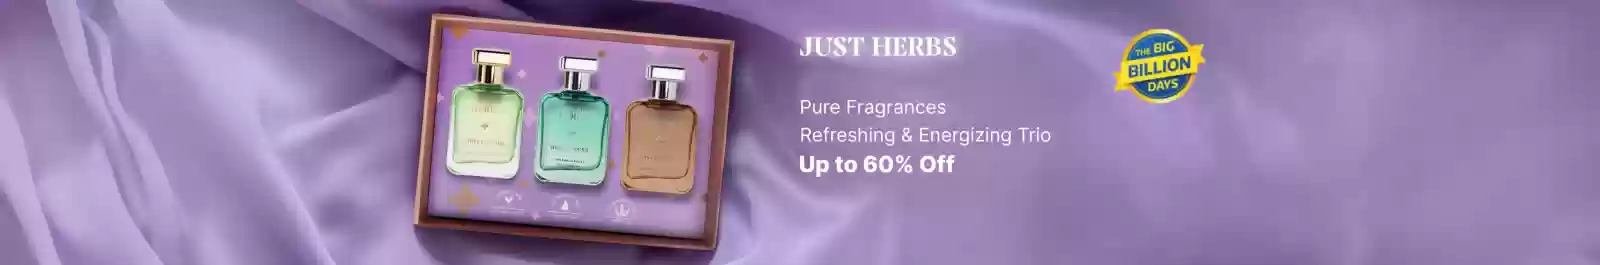 JUST HERBS
Pure Fragrances
Refreshing & Energizing Trio
Up to 60% Off
THE BIG
BILLION
DAYS